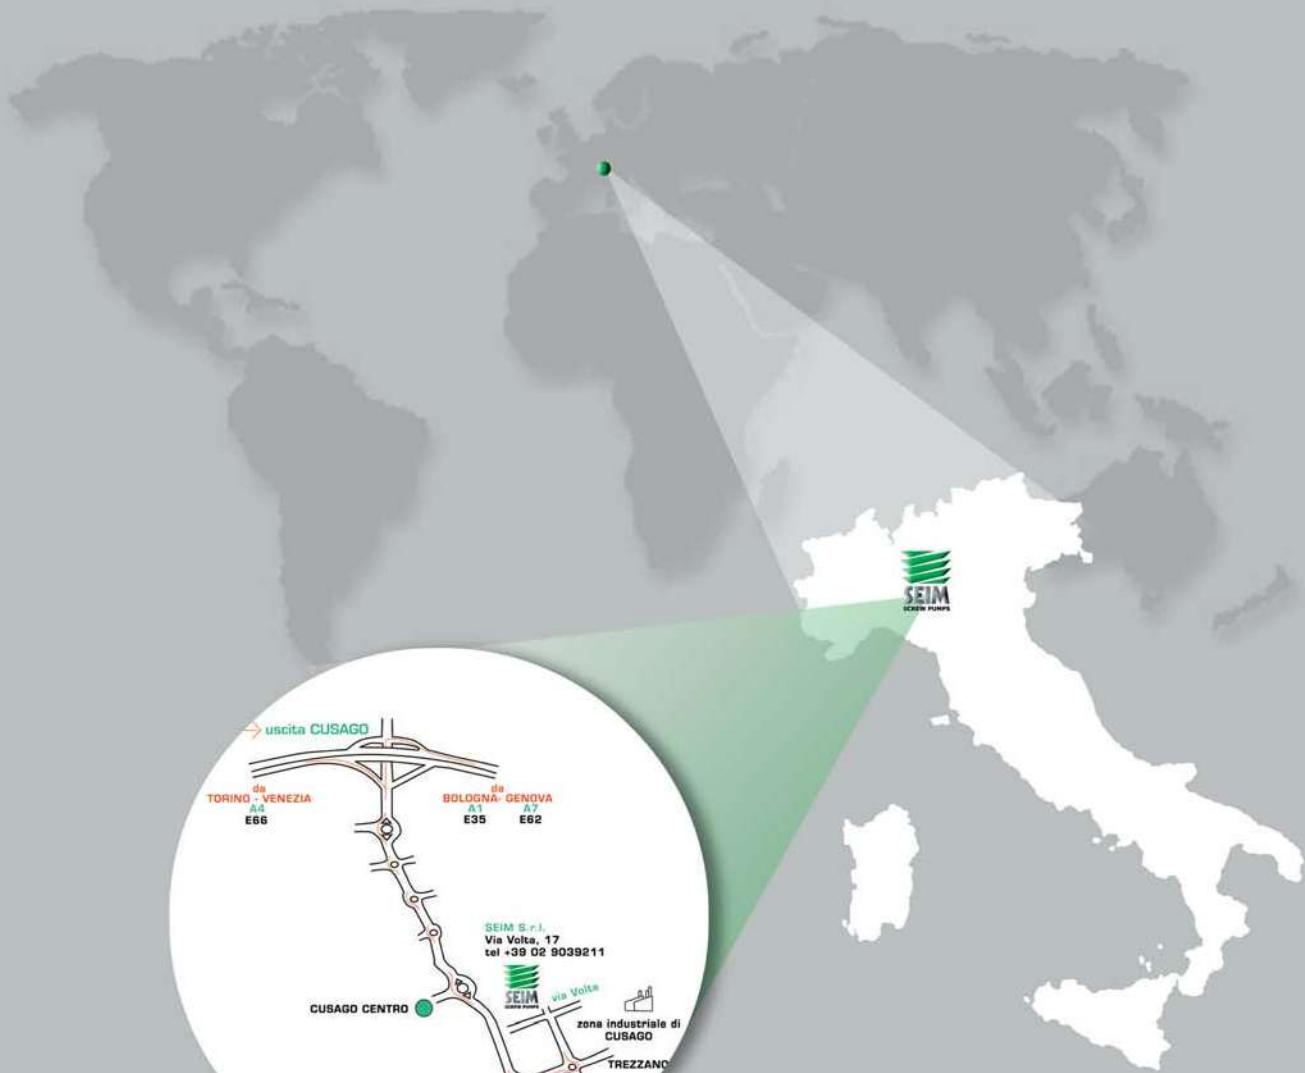 SEIM
SCREW PUMPS
uscita CUSAGO
da
TORINO - VENEZIA
A4
E66
da
BOLOGNA- GENOVA
A1 A7
E35 E62
SEIM S.r.l.
Via Volta, 17
tel +39 02 9039211
SEIM
SCREW PUMPS
via Volta
CUSAGO CENTRO
zona industriale di
CUSAGO
TREZZANO